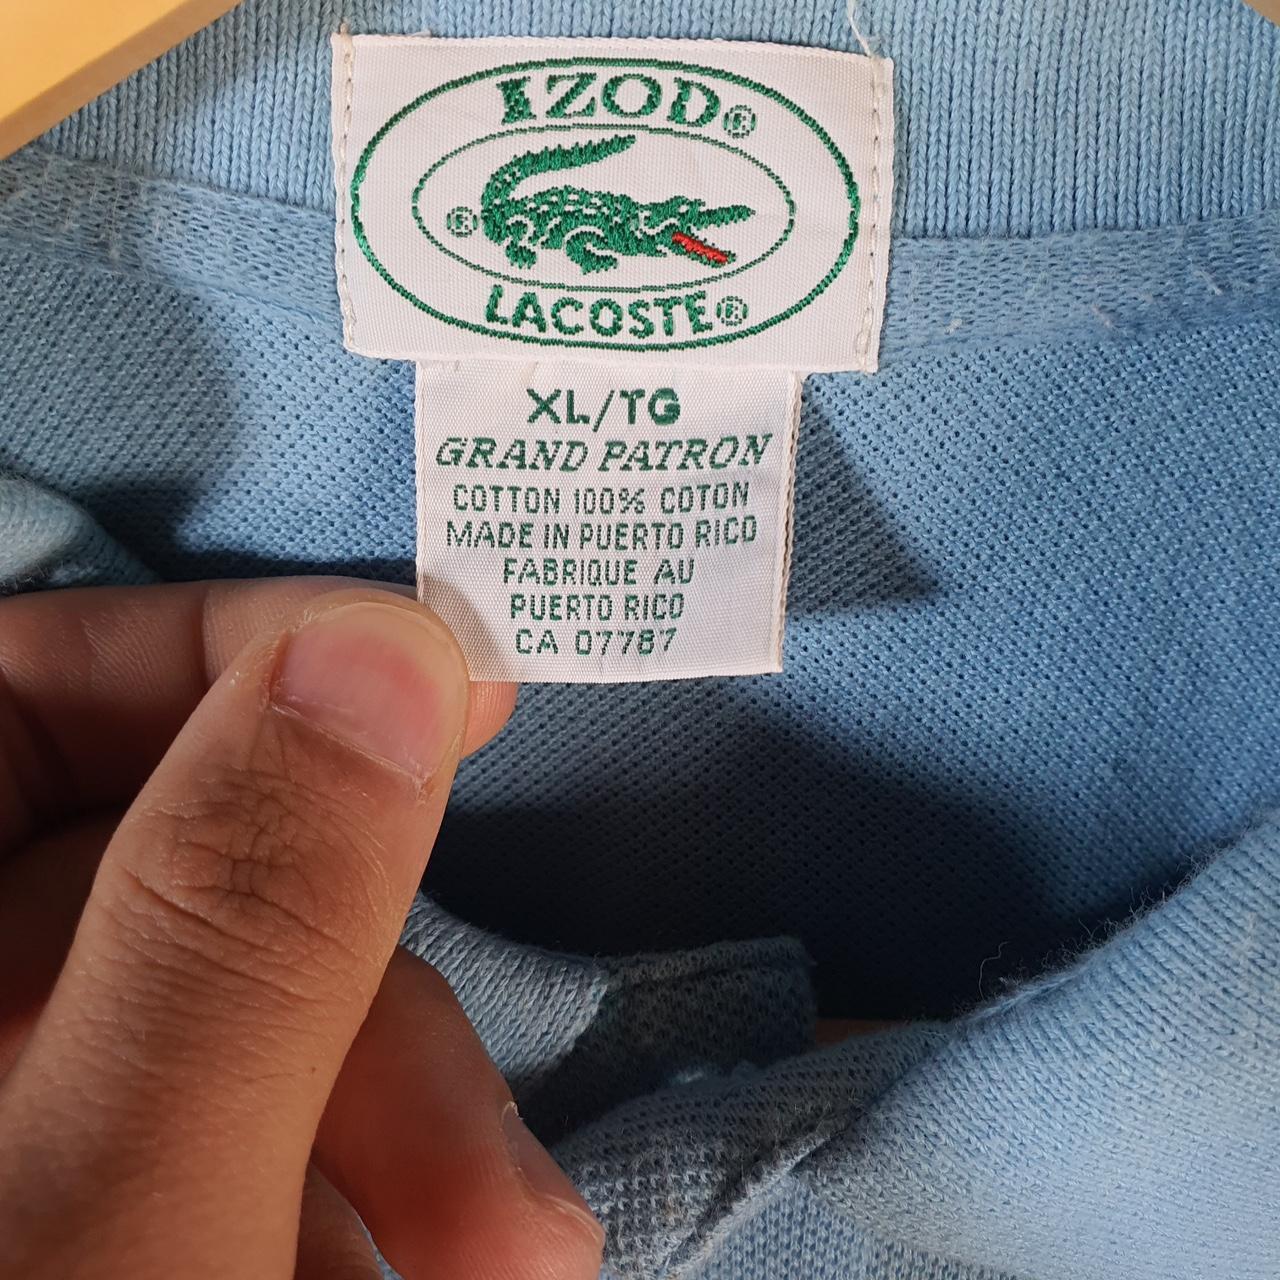 IZOD®
®
LACOSTE®
XL/TG
GRAND PATRON
COTTON 100% COTON
MADE IN PUERTO RICO
FABRIQUE AU
PUERTO RICO
CA 07787